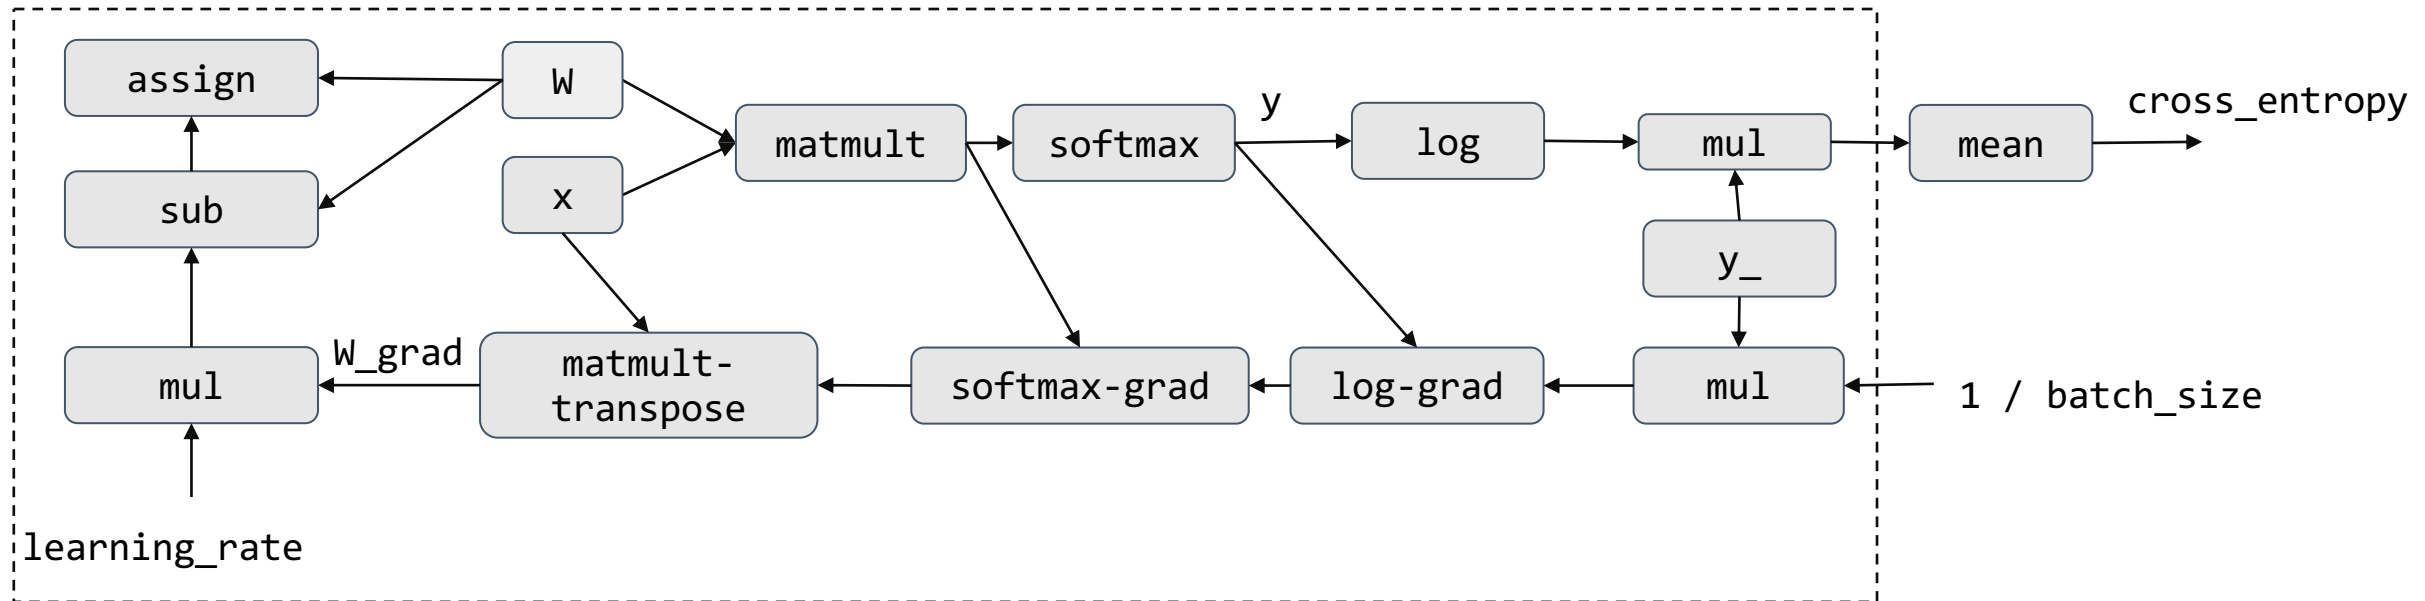 assign
W
matmult
softmax
y
log
mul
mean
cross_entropy
sub
x
y_
mul
W_grad
matmult-
transpose
softmax-grad
log-grad
mul
1 / batch_size
learning_rate